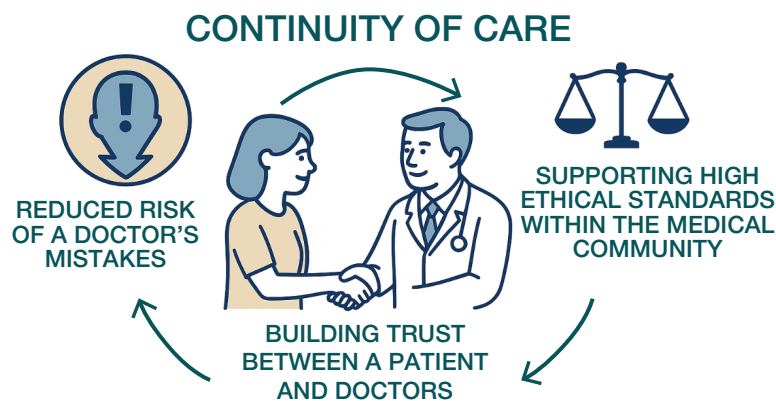 CONTINUITY OF CARE
REDUCED RISK
OF A DOCTOR'S
MISTAKES
SUPPORTING HIGH
ETHICAL STANDARDS
WITHIN THE MEDICAL
COMMUNITY
BUILDING TRUST
BETWEEN A PATIENT
AND DOCTORS